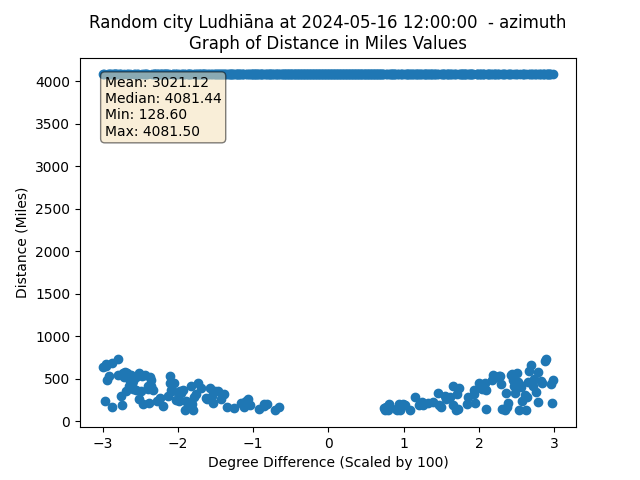 Random city Ludhiāna at 2024-05-16 12:00:00 - azimuth
Graph of Distance in Miles Values
Mean: 3021.12
Median: 4081.44
Min: 128.60
Max: 4081.50
Distance (Miles)
4000
3500
3000
2500
2000
1500
1000
500
0
−3
−2
−1
0
1
2
3
Degree Difference (Scaled by 100)